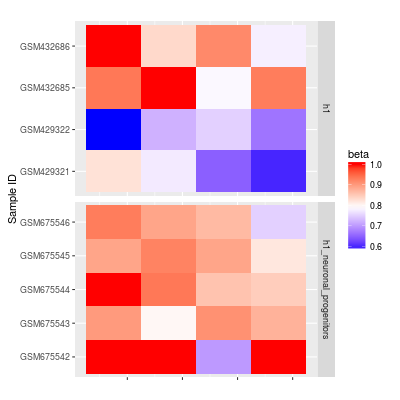 GSM432686
GSM432685
GSM429322
GSM429321
h1
GSM675546
GSM675545
GSM675544
GSM675543
GSM675542
h1_neuronal_progenitors
Sample ID
beta
1.0
0.9
0.8
0.7
0.6